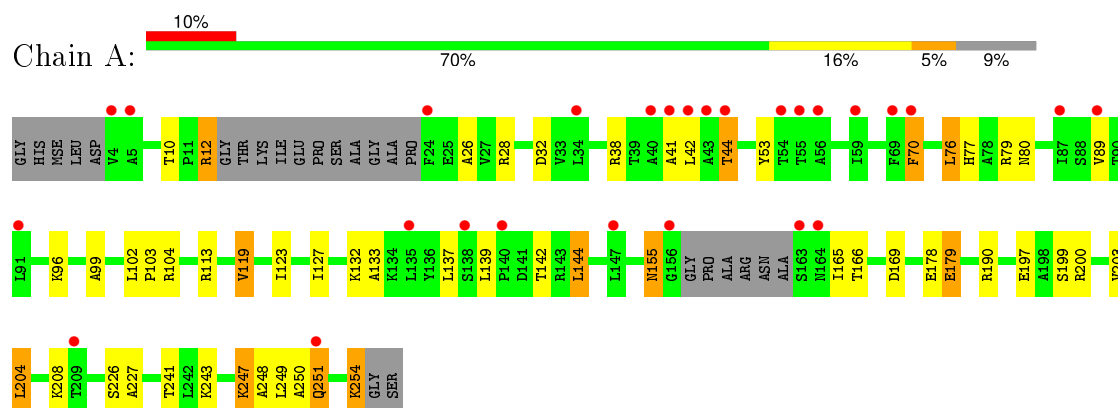 10%
Chain A:
70% 16% 5% 9%
GLY HIS MSE LEU ASP V4 A5 T10 P11 R12 GLY THR LYS ILE GLU PRO SER ALA GLY ALA PRO F24 E25 A26 V27 R28 D32 V33 L34 R38 T39 A40 A41 L42 A43 T44 Y53 T54 T55 A56 I59 F69 F70 L76 H77 A78 R79 N80 I87 S88 V89 T90
L91 K96 A99 L102 P103 R104 R113 V119 I123 I127 K132 A133 K134 L135 Y136 L137 S138 L139 P140 D141 T142 R143 L144 L147 N155 G156 GLY PRO ALA ARG ASN ALA S163 N164 I165 T166 D169 E178 E179 R190 E197 A198 S199 R200
L204 K208 T209 S226 A227 T241 L242 K243 K247 A248 L249 A250 Q251 K254 GLY SER